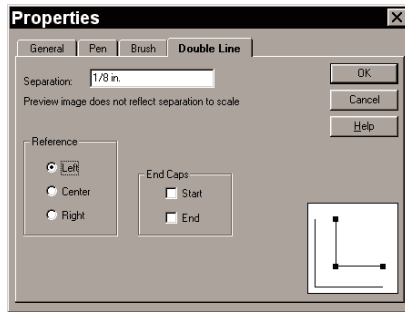 Properties
General Pen Brush Double Line
Separation: 1/8 in.
Preview image does not reflect separation to scale
OK
Cancel
Help
Reference
Left
Center
Right
End Caps
Start
End